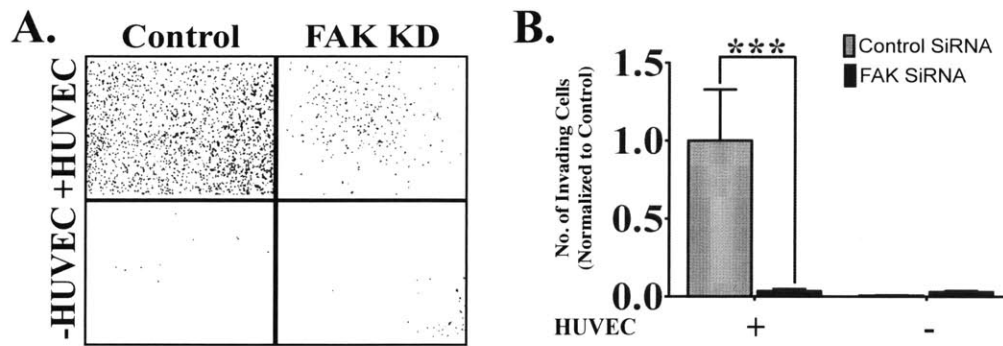 A.
Control FAK KD
+HUVEC
-HUVEC
B.
Control SiRNA
FAK SiRNA
***
No. of Invading Cells
(Normalized to Control)
1.5
1.0
0.5
0.0
HUVEC + -